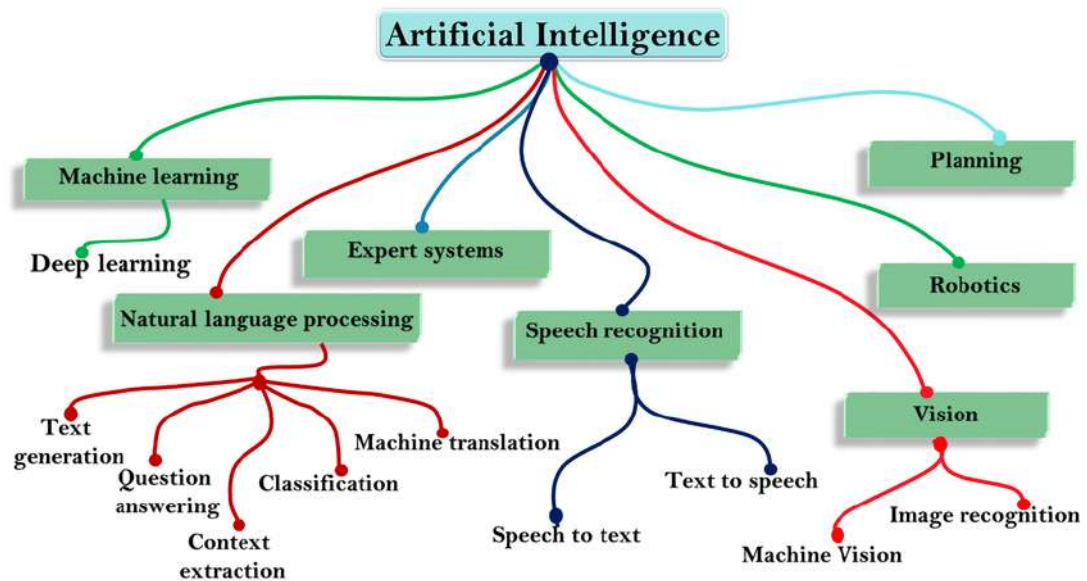 Artificial Intelligence
Planning
Machine learning
Expert systems
Deep learning
Robotics
Natural language processing
Speech recognition
Vision
Text
generation
Question
answering
Context
extraction
Classification
Machine translation
Speech to text
Text to speech
Machine Vision
Image recognition